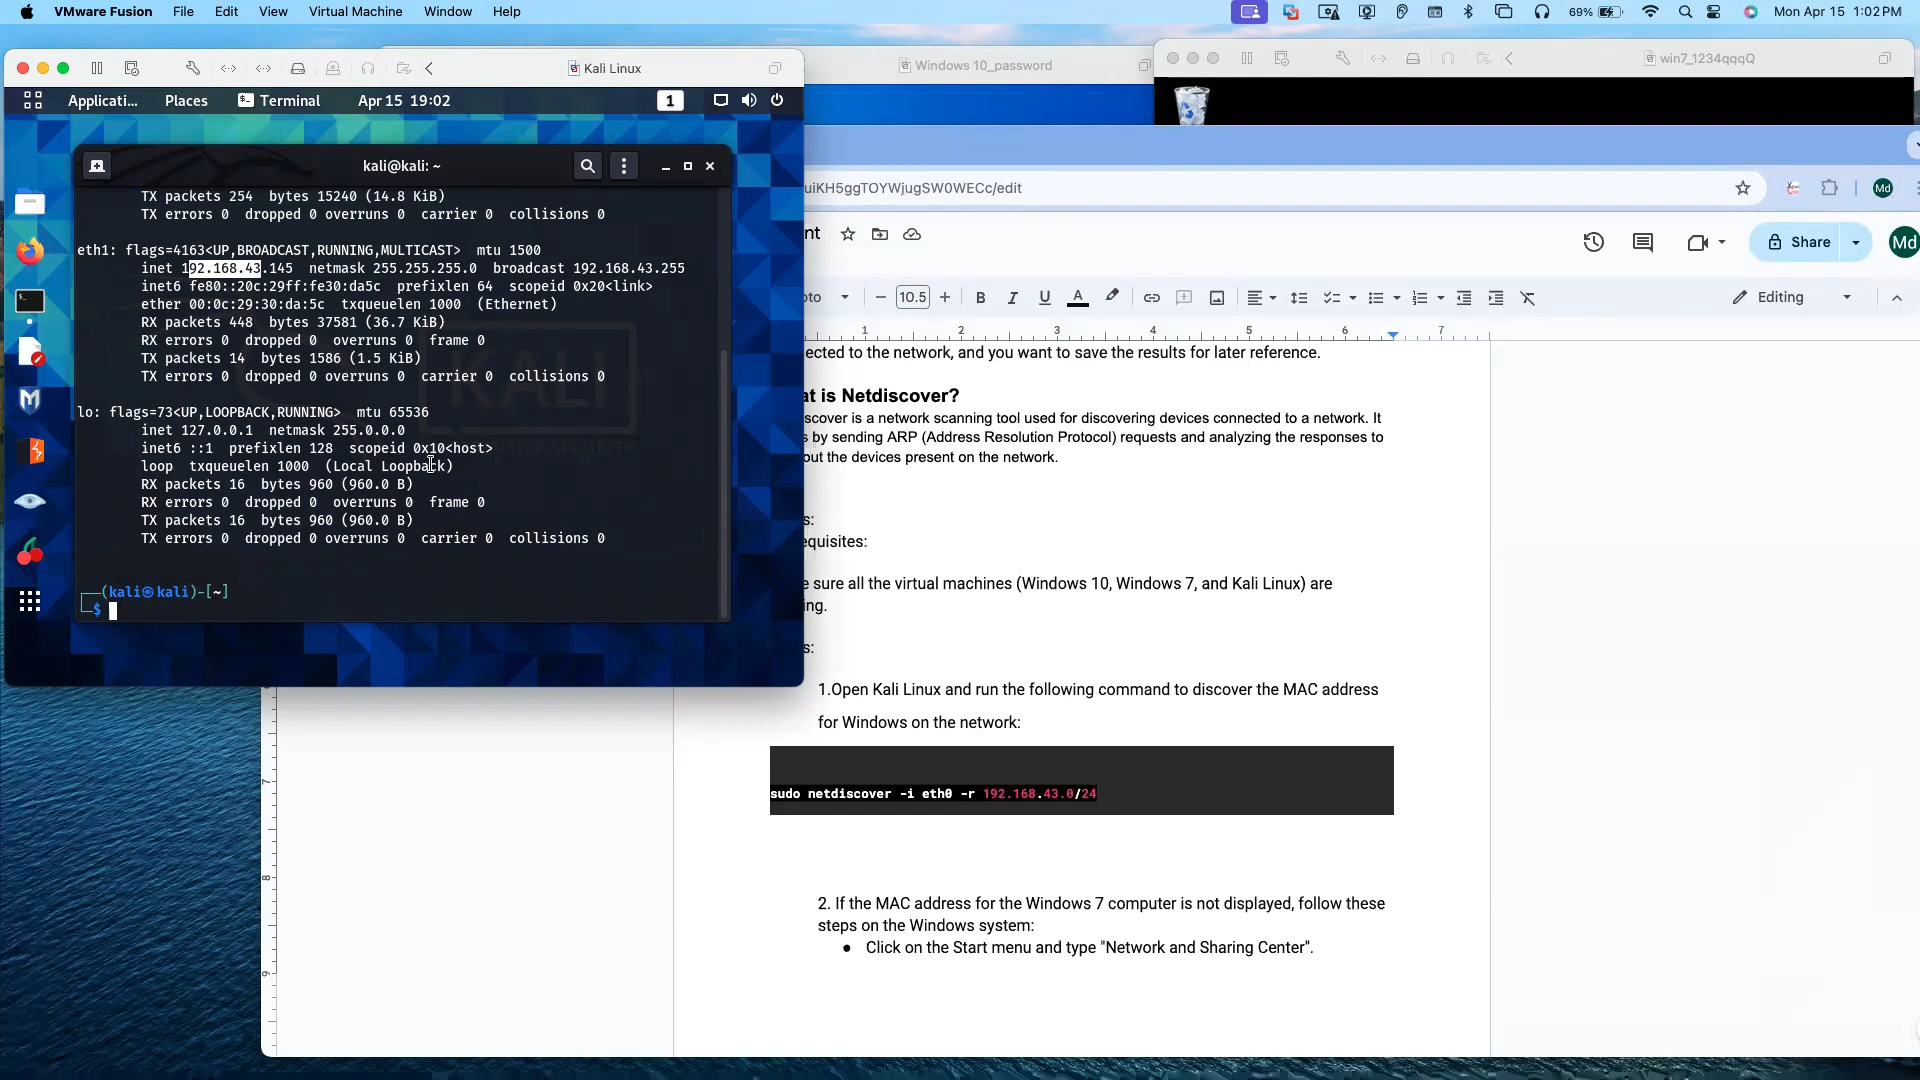 VMware Fusion File Edit View Virtual Machine Window Help
69% Mon Apr 15 1:02 PM
Kali Linux
Windows 10_password
win7_1234qqqQ
Applicati... Places Terminal Apr 15 19:02 1
kali@kali: ~
TX packets 254 bytes 15240 (14.8 KiB)
TX errors 0 dropped 0 overruns 0 carrier 0 collisions 0
eth1: flags=4163<UP,BROADCAST,RUNNING,MULTICAST> mtu 1500
inet 192.168.43.145 netmask 255.255.255.0 broadcast 192.168.43.255
inet6 fe80::20c:29ff:fe30:da5c prefixlen 64 scopeid 0x20<link>
ether 00:0c:29:30:da:5c txqueuelen 1000 (Ethernet)
RX packets 448 bytes 37581 (36.7 KiB)
RX errors 0 dropped 0 overruns 0 frame 0
TX packets 14 bytes 1586 (1.5 KiB)
TX errors 0 dropped 0 overruns 0 carrier 0 collisions 0
lo: flags=73<UP,LOOPBACK,RUNNING> mtu 65536
inet 127.0.0.1 netmask 255.0.0.0
inet6 ::1 prefixlen 128 scopeid 0x10<host>
loop txqueuelen 1000 (Local Loopback)
RX packets 16 bytes 960 (960.0 B)
RX errors 0 dropped 0 overruns 0 frame 0
TX packets 16 bytes 960 (960.0 B)
TX errors 0 dropped 0 overruns 0 carrier 0 collisions 0
(kali㉿kali)-[~]
$
KALI
uiKH5ggTOYWjugSW0WECc/edit
Md
nt
Share
Md
oto
10.5
B I U A
Editing
1 2 3 4 5 6 7
ected to the network, and you want to save the results for later reference.
at is Netdiscover?
scover is a network scanning tool used for discovering devices connected to a network. It
s by sending ARP (Address Resolution Protocol) requests and analyzing the responses to
out the devices present on the network.
s:
equisites:
e sure all the virtual machines (Windows 10, Windows 7, and Kali Linux) are
ing.
s:
1.Open Kali Linux and run the following command to discover the MAC address
for Windows on the network:
sudo netdiscover -i eth0 -r 192.168.43.0/24
2. If the MAC address for the Windows 7 computer is not displayed, follow these
steps on the Windows system:
● Click on the Start menu and type "Network and Sharing Center".
7
8
9